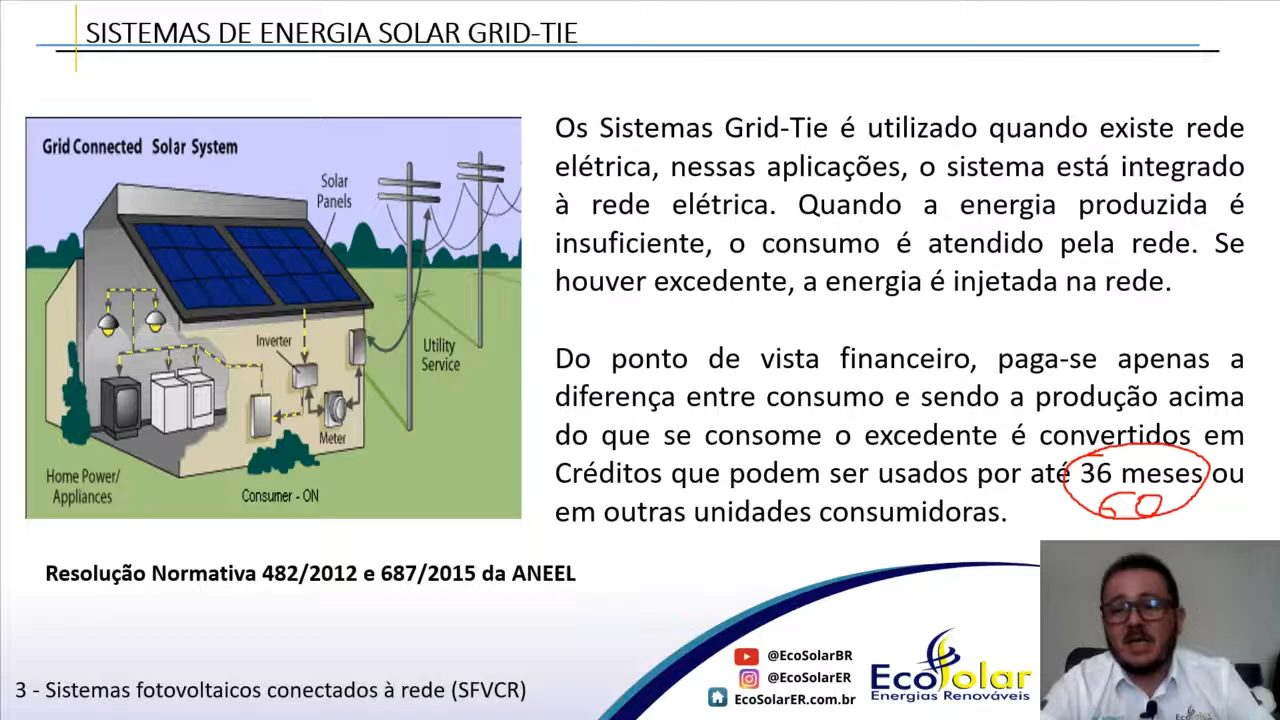 SISTEMAS DE ENERGIA SOLAR GRID-TIE
Grid Connected Solar System
Solar
Panels
Inverter
Utility
Service
Meter
Home Power/
Appliances
Consumer - ON
Os Sistemas Grid-Tie é utilizado quando existe rede
elétrica, nessas aplicações, o sistema está integrado
à rede elétrica. Quando a energia produzida é
insuficiente, o consumo é atendido pela rede. Se
houver excedente, a energia é injetada na rede.
Do ponto de vista financeiro, paga-se apenas a
diferença entre consumo e sendo a produção acima
do que se consome o excedente é convertidos em
Créditos que podem ser usados por até 36 meses ou
60
em outras unidades consumidoras.
Resolução Normativa 482/2012 e 687/2015 da ANEEL
@EcoSolarBR
@EcoSolarER
EcoSolarER.com.br
EcoSolar
Energias Renováveis
3 - Sistemas fotovoltaicos conectados à rede (SFVCR)